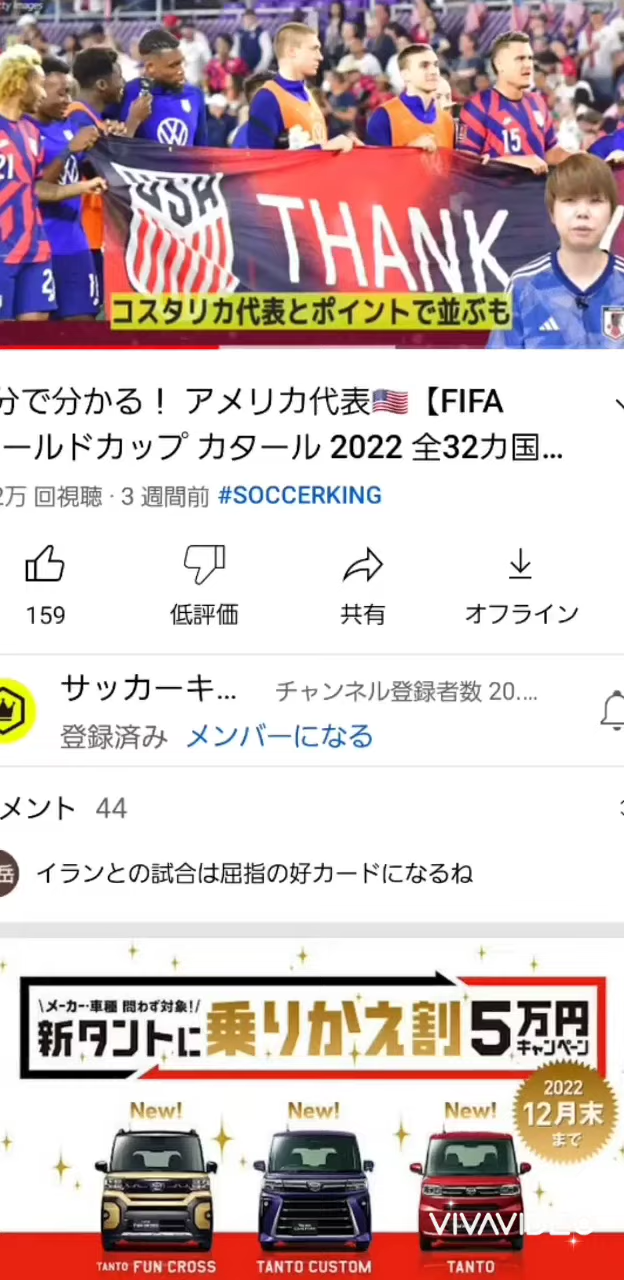 tty Images
USA
THANK
15
21
2
コスタリカ代表とポイントで並ぶも
分で分かる！ アメリカ代表🇺🇸【FIFA
ールドカップ カタール 2022 全32カ国...
2万 回視聴・3 週間前 #SOCCERKING
159 低評価 共有 オフライン
サッカーキ... チャンネル登録者数 20....
登録済み メンバーになる
メント 44
岳 イランとの試合は屈指の好カードになるね
\メーカー・車種 問わず対象!/
新タントに乗りかえ割5万円キャンペーン
2022
12月末
まで
New! New! New!
VIVAVIDEO
TANTO FUN CROSS TANTO CUSTOM TANTO